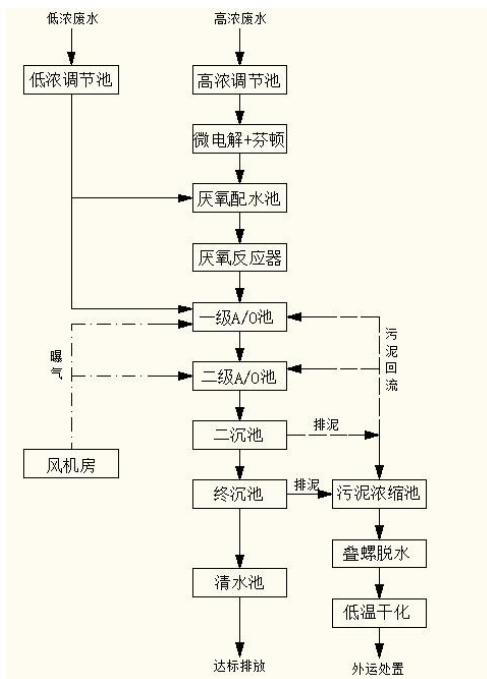 低浓废水
高浓废水
低浓调节池
高浓调节池
微电解+芬顿
厌氧配水池
厌氧反应器
一级A/O池
污泥回流
曝气
二级A/O池
二沉池
排泥
风机房
终沉池
排泥
污泥浓缩池
叠螺脱水
清水池
低温干化
达标排放
外运处置